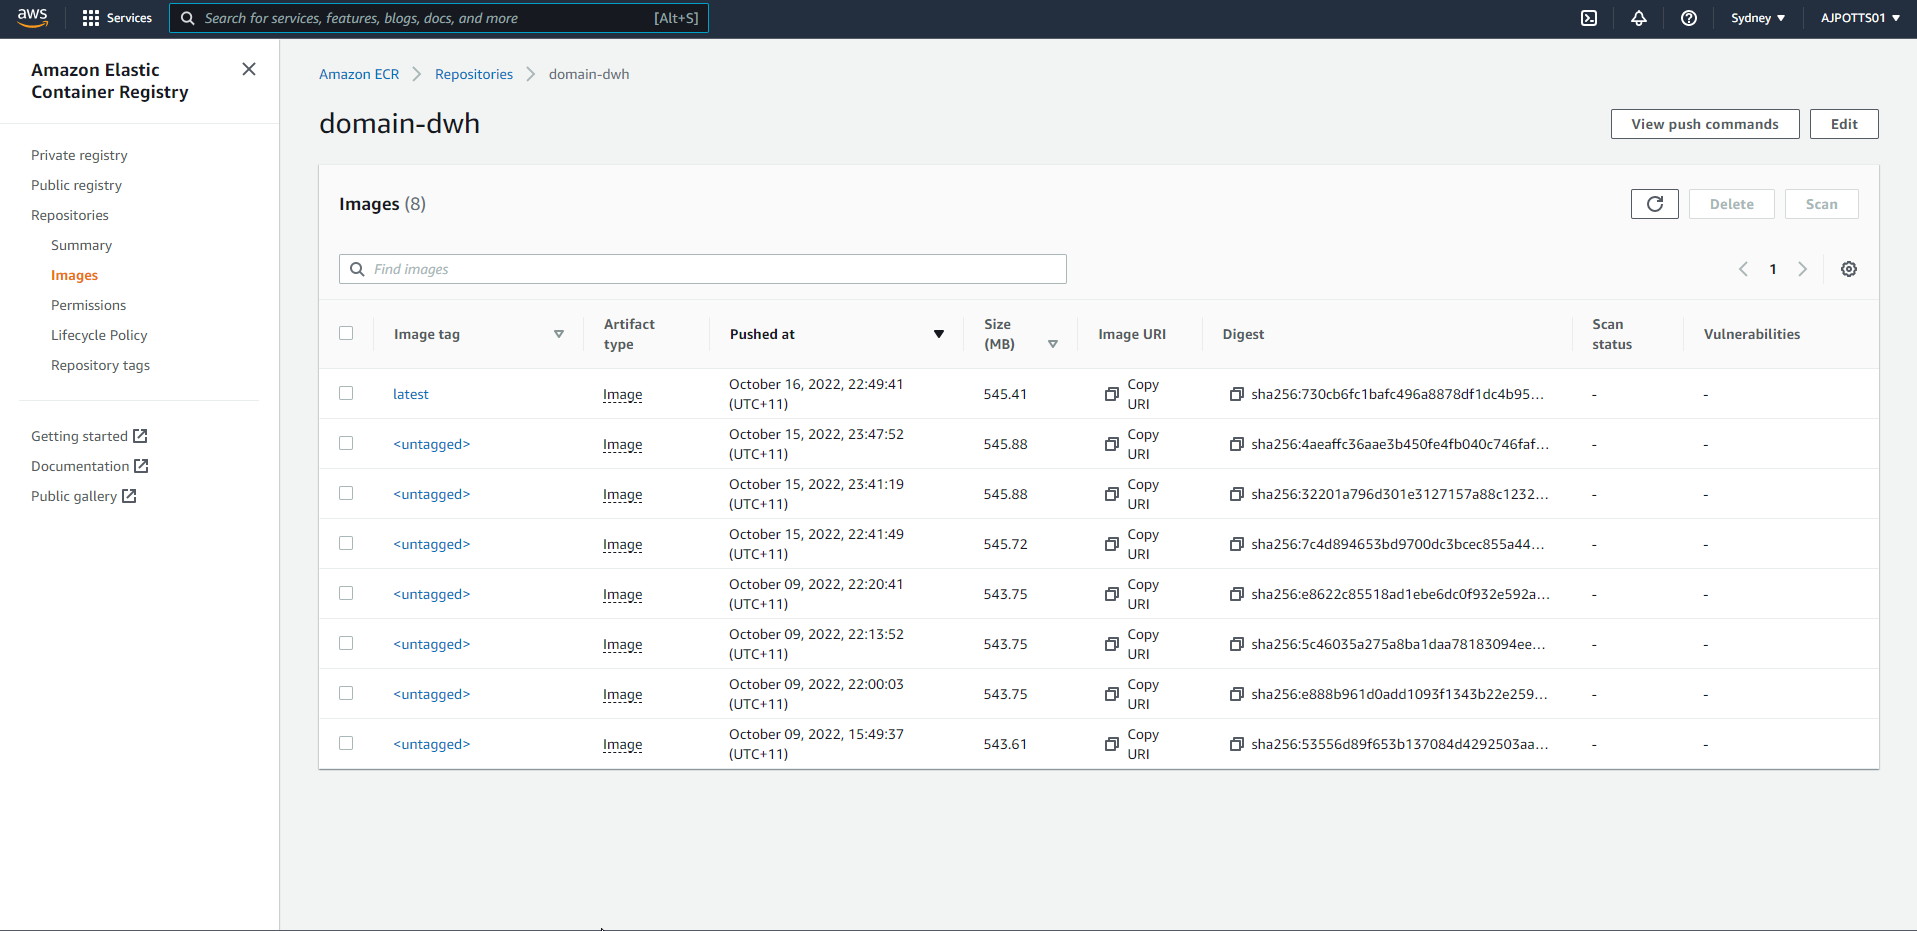 aws
Services
Search for services, features, blogs, docs, and more
[Alt+S]
Sydney
AJPOTTS01
Amazon Elastic
Container Registry
Private registry
Public registry
Repositories
Summary
Images
Permissions
Lifecycle Policy
Repository tags
Getting started
Documentation
Public gallery
Amazon ECR
Repositories
domain-dwh
domain-dwh
View push commands
Edit
Images (8)
Delete
Scan
Find images
1
Image tag
Artifact
type
Pushed at
Size
(MB)
Image URI
Digest
Scan
status
Vulnerabilities
latest
Image
October 16, 2022, 22:49:41
(UTC+11)
545.41
Copy
URI
sha256:730cb6fc1bafc496a8878df1dc4b95...
-
-
<untagged>
Image
October 15, 2022, 23:47:52
(UTC+11)
545.88
Copy
URI
sha256:4aeaffc36aae3b450fe4fb040c746faf...
-
-
<untagged>
Image
October 15, 2022, 23:41:19
(UTC+11)
545.88
Copy
URI
sha256:32201a796d301e3127157a88c1232...
-
-
<untagged>
Image
October 15, 2022, 22:41:49
(UTC+11)
545.72
Copy
URI
sha256:7c4d894653bd9700dc3bcec855a44...
-
-
<untagged>
Image
October 09, 2022, 22:20:41
(UTC+11)
543.75
Copy
URI
sha256:e8622c85518ad1ebe6dc0f932e592a...
-
-
<untagged>
Image
October 09, 2022, 22:13:52
(UTC+11)
543.75
Copy
URI
sha256:5c46035a275a8ba1daa78183094ee...
-
-
<untagged>
Image
October 09, 2022, 22:00:03
(UTC+11)
543.75
Copy
URI
sha256:e888b961d0add1093f1343b22e259...
-
-
<untagged>
Image
October 09, 2022, 15:49:37
(UTC+11)
543.61
Copy
URI
sha256:53556d89f653b137084d4292503aa...
-
-